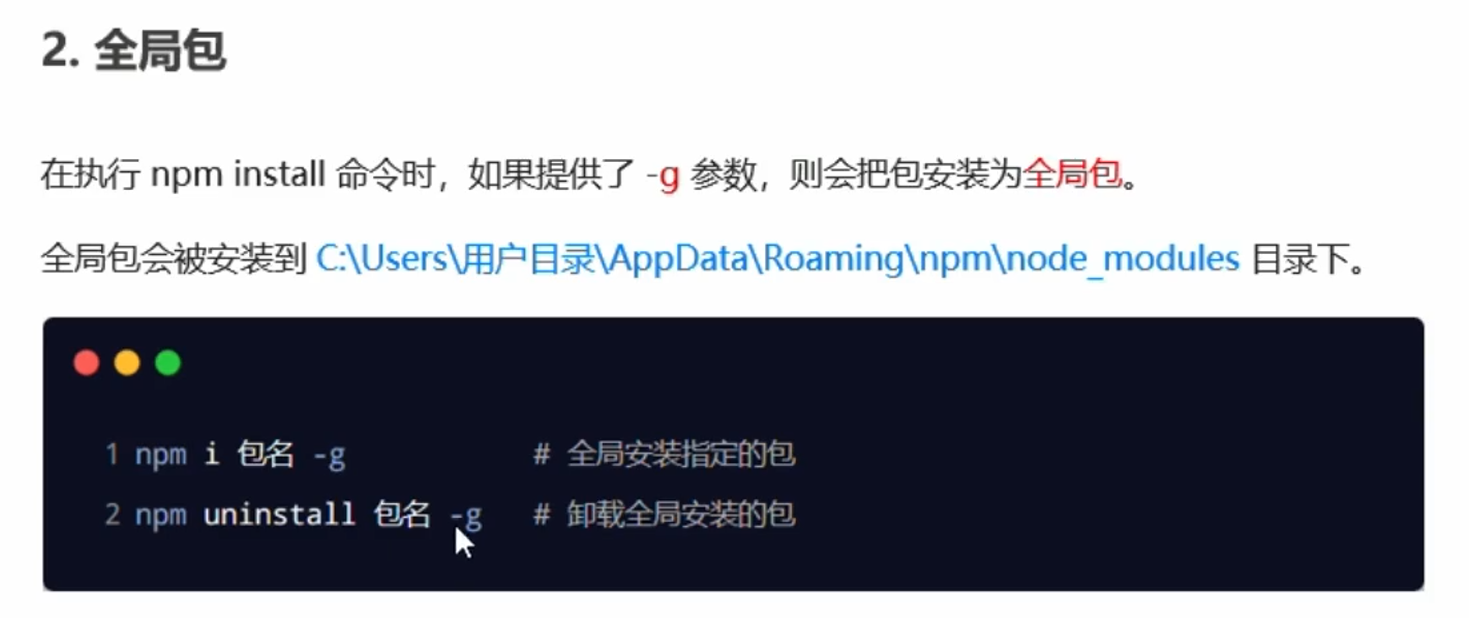 2. 全局包
在执行 npm install 命令时，如果提供了 -g 参数，则会把包安装为全局包。
全局包会被安装到 C:\Users\用户目录\AppData\Roaming\npm\node_modules 目录下。
1 npm i 包名 -g # 全局安装指定的包
2 npm uninstall 包名 -g # 卸载全局安装的包